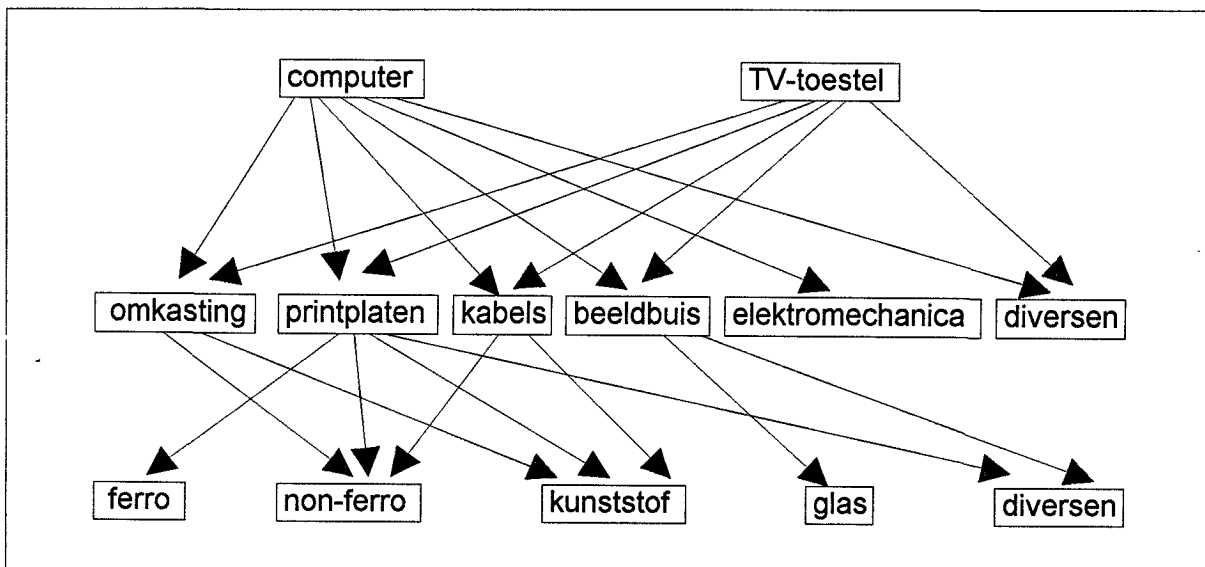 computer TV-toestel
omkasting printplaten kabels beeldbuis elektromechanica diversen
ferro non-ferro kunststof glas diversen